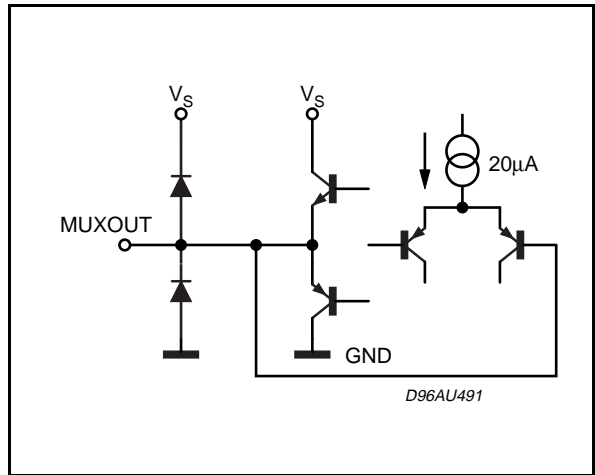 V_S V_S
20µA
MUXOUT
GND
D96AU491